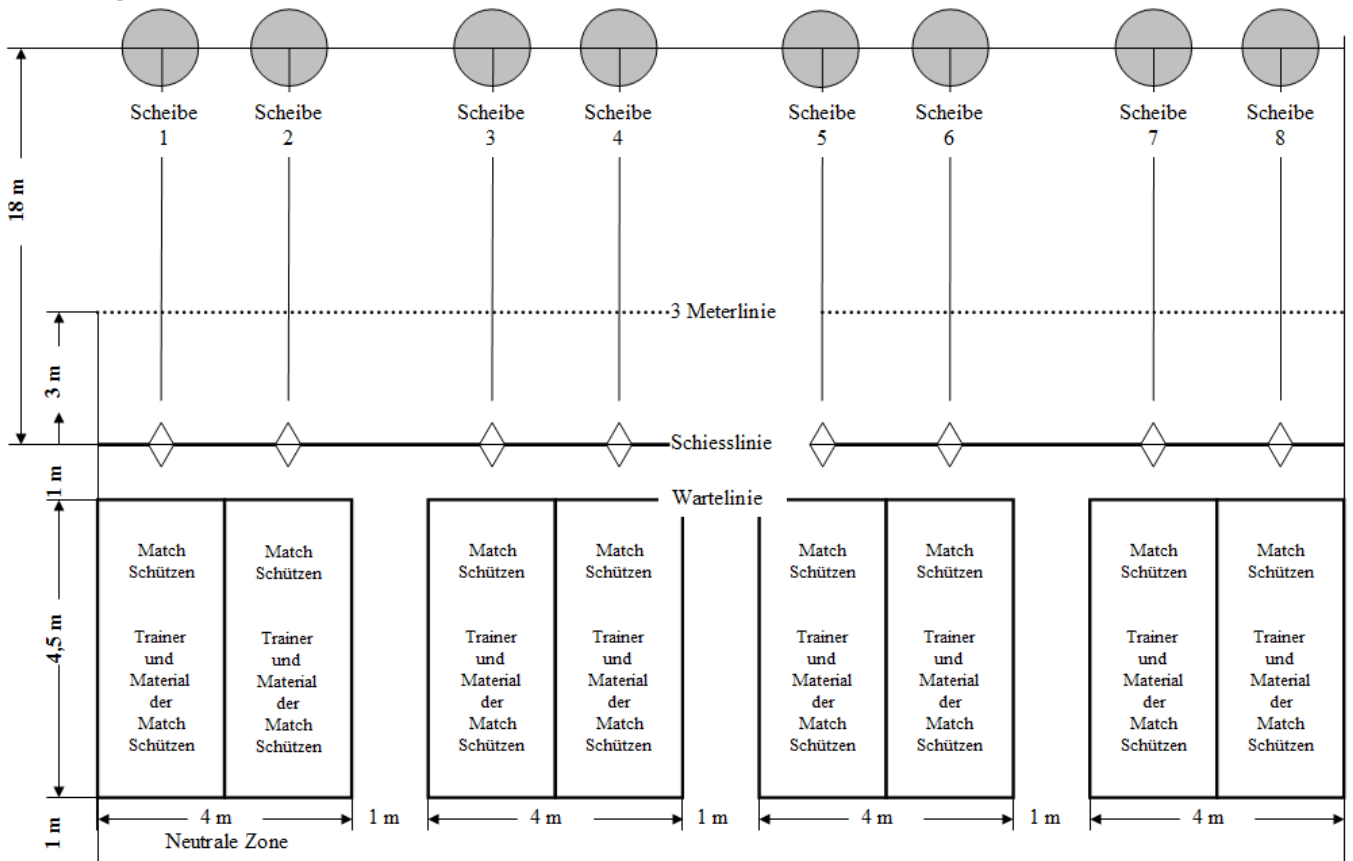 Scheibe
1
Scheibe
2
Scheibe
3
Scheibe
4
Scheibe
5
Scheibe
6
Scheibe
7
Scheibe
8
18 m
3 Meterlinie
3 m
Schiesslinie
1 m
Wartelinie
4,5 m
Match
Schützen
Trainer
und
Material
der
Match
Schützen
Match
Schützen
Trainer
und
Material
der
Match
Schützen
Match
Schützen
Trainer
und
Material
der
Match
Schützen
Match
Schützen
Trainer
und
Material
der
Match
Schützen
Match
Schützen
Trainer
und
Material
der
Match
Schützen
Match
Schützen
Trainer
und
Material
der
Match
Schützen
Match
Schützen
Trainer
und
Material
der
Match
Schützen
Match
Schützen
Trainer
und
Material
der
Match
Schützen
1 m
4 m
1 m
4 m
1 m
4 m
1 m
4 m
Neutrale Zone